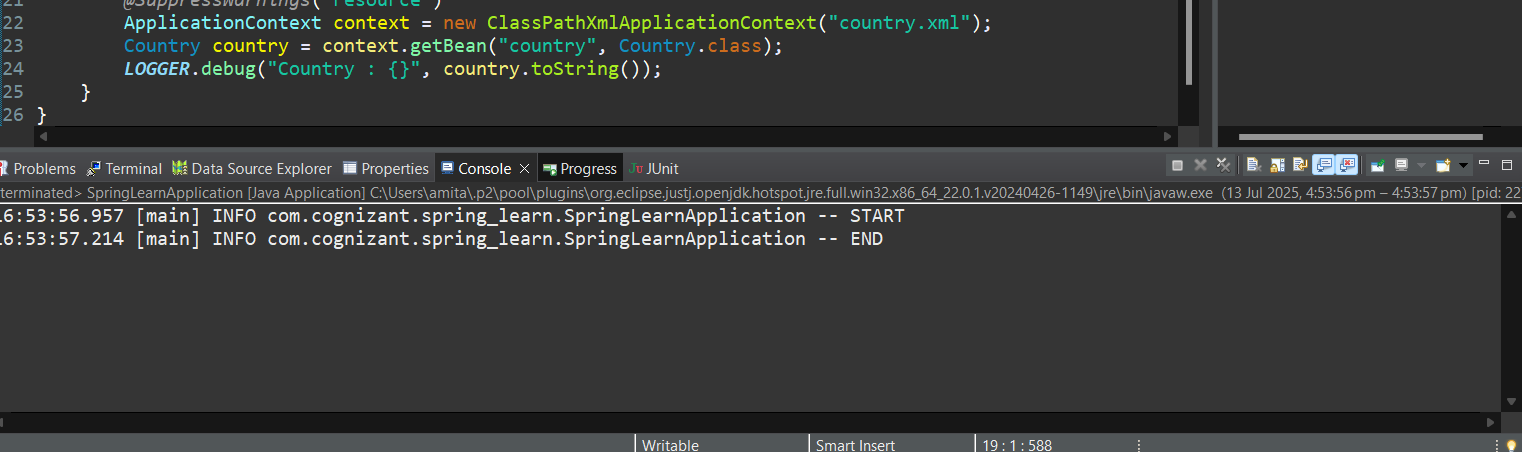 21 @SuppressWarnings("resource")
22 ApplicationContext context = new ClassPathXmlApplicationContext("country.xml");
23 Country country = context.getBean("country", Country.class);
24 LOGGER.debug("Country : {}", country.toString());
25 }
26 }
Problems Terminal Data Source Explorer Properties Console Progress JUnit
terminated> SpringLearnApplication [Java Application] C:\Users\amita\.p2\pool\plugins\org.eclipse.justj.openjdk.hotspot.jre.full.win32.x86_64_22.0.1.v20240426-1149\jre\bin\javaw.exe (13 Jul 2025, 4:53:56 pm – 4:53:57 pm) [pid: 22
16:53:56.957 [main] INFO com.cognizant.spring_learn.SpringLearnApplication -- START
16:53:57.214 [main] INFO com.cognizant.spring_learn.SpringLearnApplication -- END
Writable Smart Insert 19 : 1 : 588